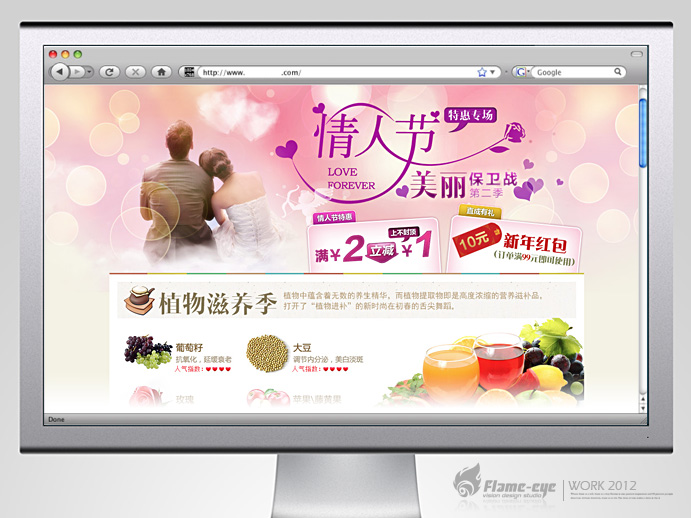 http://www. .com/
Google
情人节 特惠专场
LOVE
FOREVER
美丽保卫战
第二季
情人节特惠
满¥2立减¥1
上不封顶
直减有礼
10元 新年红包
(订单满99元即可使用)
植物滋养季
植物中蕴含着无数的养生精华，而植物提取物即是高度浓缩的营养滋补品，
打开了“植物进补”的新时尚在初春的舌尖舞蹈。
葡萄籽
抗氧化，延缓衰老
人气指数：♥♥♥♥
大豆
调节内分泌，美白淡斑
人气指数：♥♥♥♥
玫瑰
苹果\藤黄果
Done
Flame-eye
vision design studio
WORK 2012